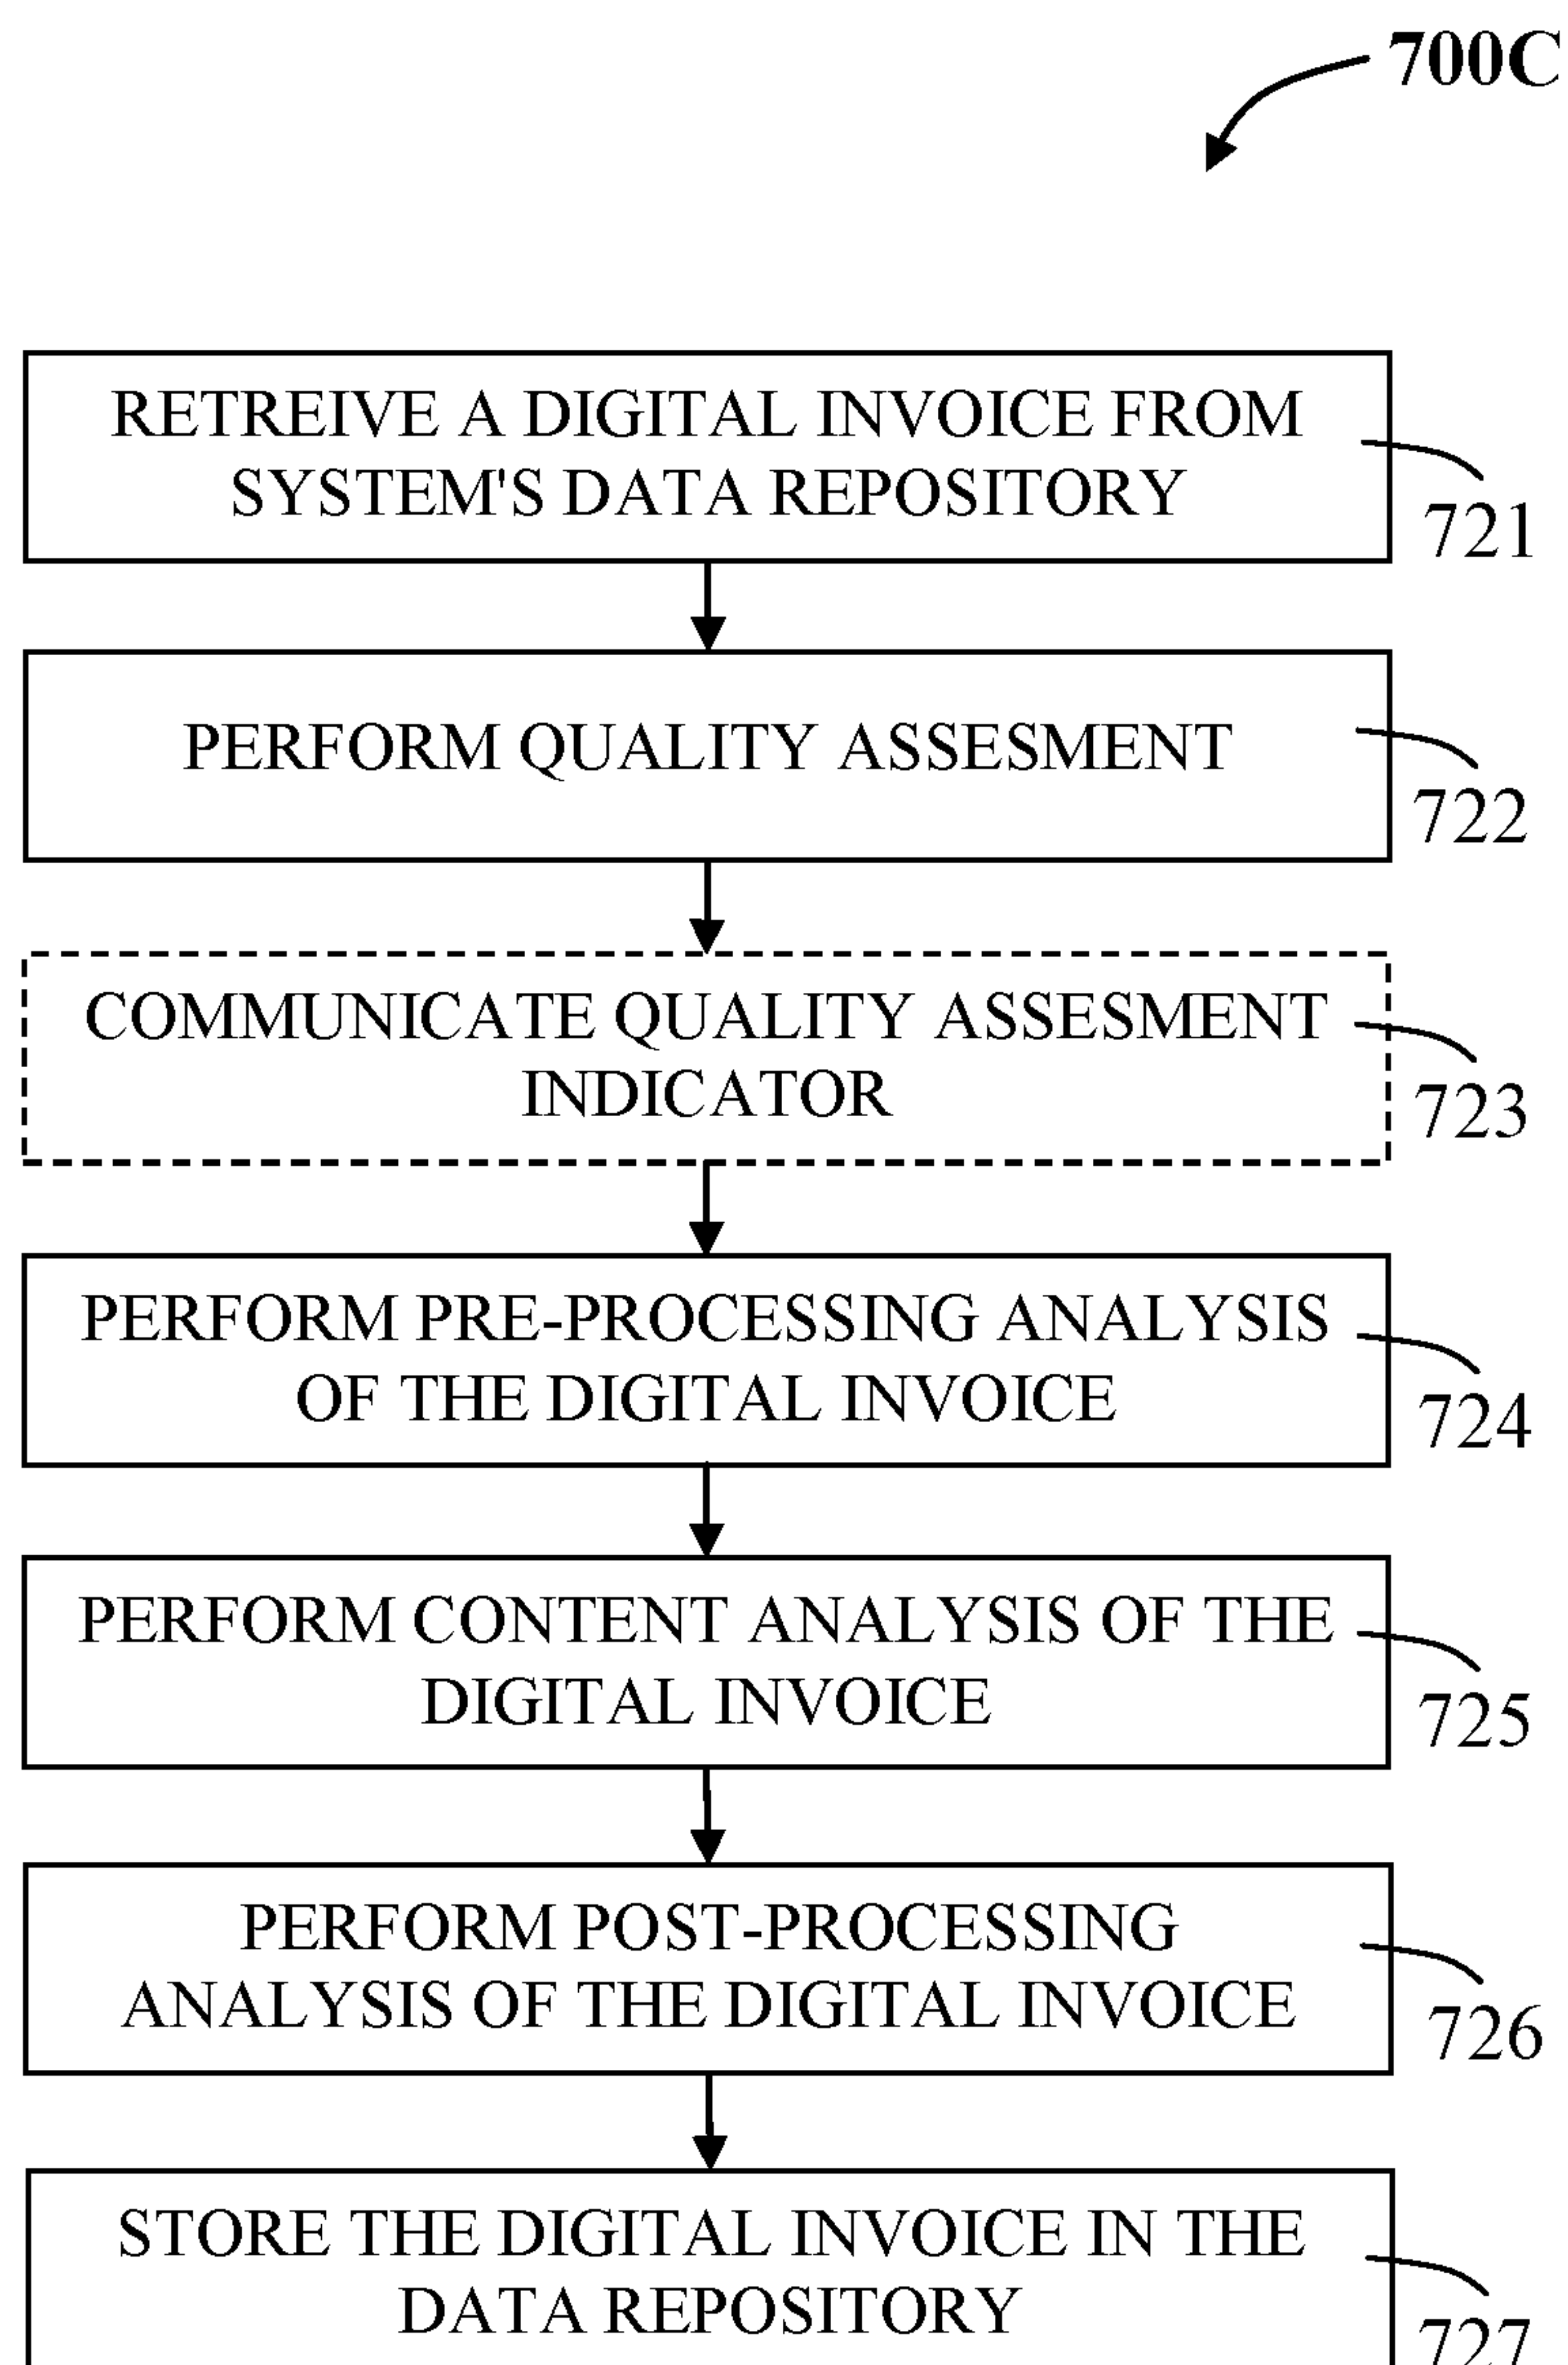 700C
RETREIVE A DIGITAL INVOICE FROM
SYSTEM'S DATA REPOSITORY
721
PERFORM QUALITY ASSESMENT
722
COMMUNICATE QUALITY ASSESMENT
INDICATOR
723
PERFORM PRE-PROCESSING ANALYSIS
OF THE DIGITAL INVOICE
724
PERFORM CONTENT ANALYSIS OF THE
DIGITAL INVOICE
725
PERFORM POST-PROCESSING
ANALYSIS OF THE DIGITAL INVOICE
726
STORE THE DIGITAL INVOICE IN THE
DATA REPOSITORY
727